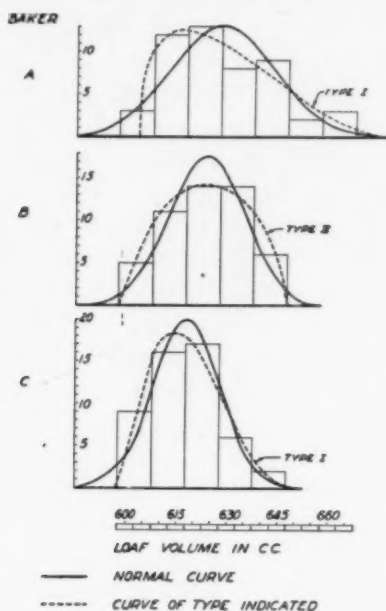 BAKER
A
15
10
5
TYPE I
B
15
10
5
TYPE II
C
20
15
10
5
TYPE I
600 615 630 645 660
LOAF VOLUME IN C.C.
NORMAL CURVE
CURVE OF TYPE INDICATED